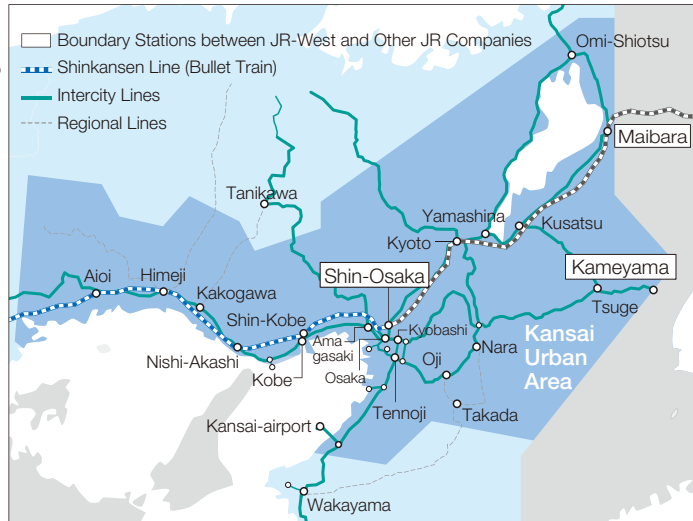 Boundary Stations between JR-West and Other JR Companies
Shinkansen Line (Bullet Train)
Intercity Lines
Regional Lines
Omi-Shiotsu
Maibara
Tanikawa
Yamashina
Kusatsu
Kyoto
Shin-Osaka
Kameyama
Aioi
Himeji
Kakogawa
Tsuge
Shin-Kobe
Ama
gasaki
Kyobashi
Nishi-Akashi
Kobe
Osaka
Oji
Nara
Kansai
Urban
Area
Tennoji
Takada
Kansai-airport
Wakayama